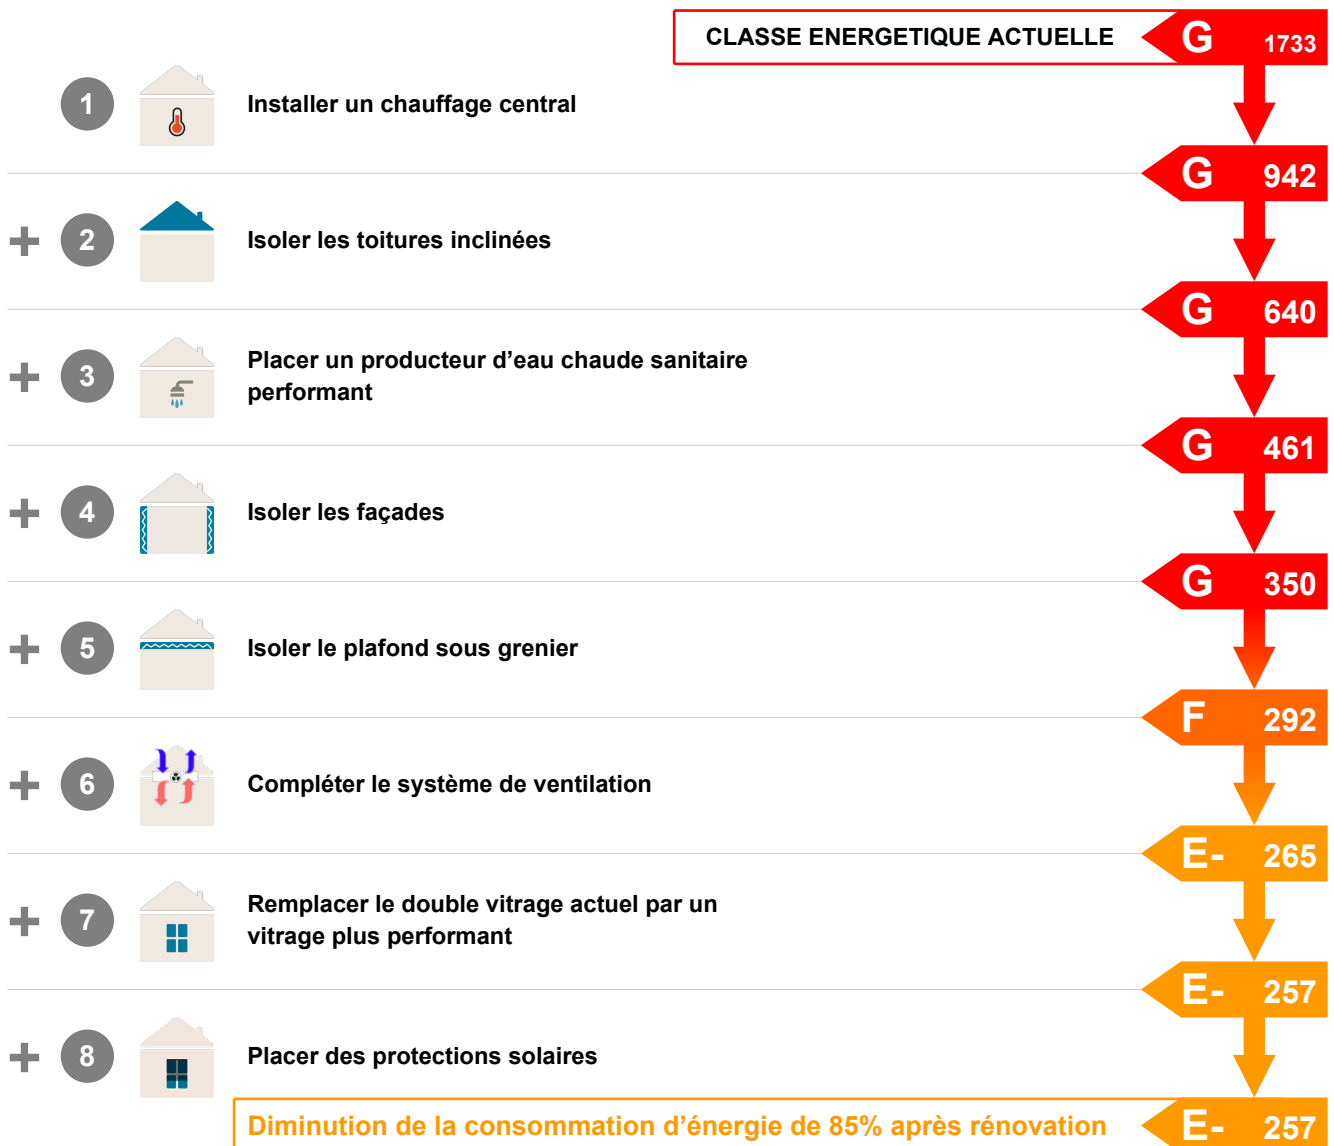 CLASSE ENERGETIQUE ACTUELLE G 1733
1 Installer un chauffage central
G 942
+ 2 Isoler les toitures inclinées
G 640
+ 3 Placer un producteur d’eau chaude sanitaire
performant
G 461
+ 4 Isoler les façades
G 350
+ 5 Isoler le plafond sous grenier
F 292
+ 6 Compléter le système de ventilation
E- 265
+ 7 Remplacer le double vitrage actuel par un
vitrage plus performant
E- 257
+ 8 Placer des protections solaires
Diminution de la consommation d’énergie de 85% après rénovation E- 257